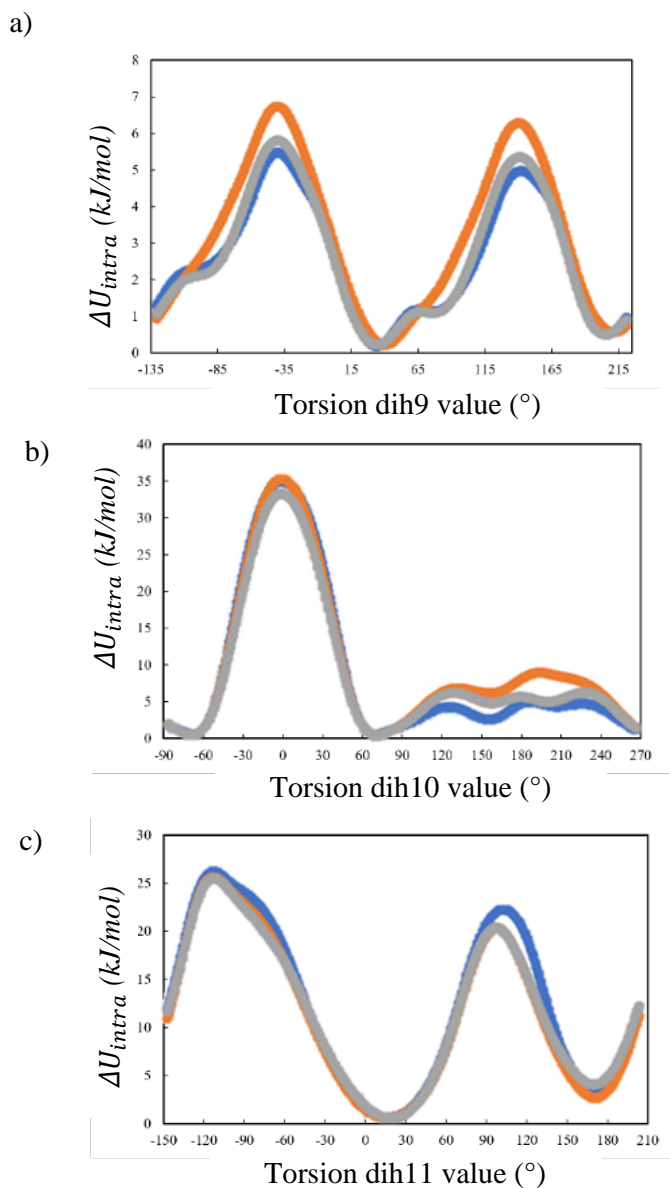 a)
8
7
6
5
4
3
2
1
0
ΔU_intra (kJ/mol)
-135 -85 -35 15 65 115 165 215
Torsion dih9 value (°)
b)
40
35
30
25
20
15
10
5
0
ΔU_intra (kJ/mol)
-90 -60 -30 0 30 60 90 120 150 180 210 240 270
Torsion dih10 value (°)
c)
30
25
20
15
10
5
0
ΔU_intra (kJ/mol)
-150 -120 -90 -60 -30 0 30 60 90 120 150 180 210
Torsion dih11 value (°)